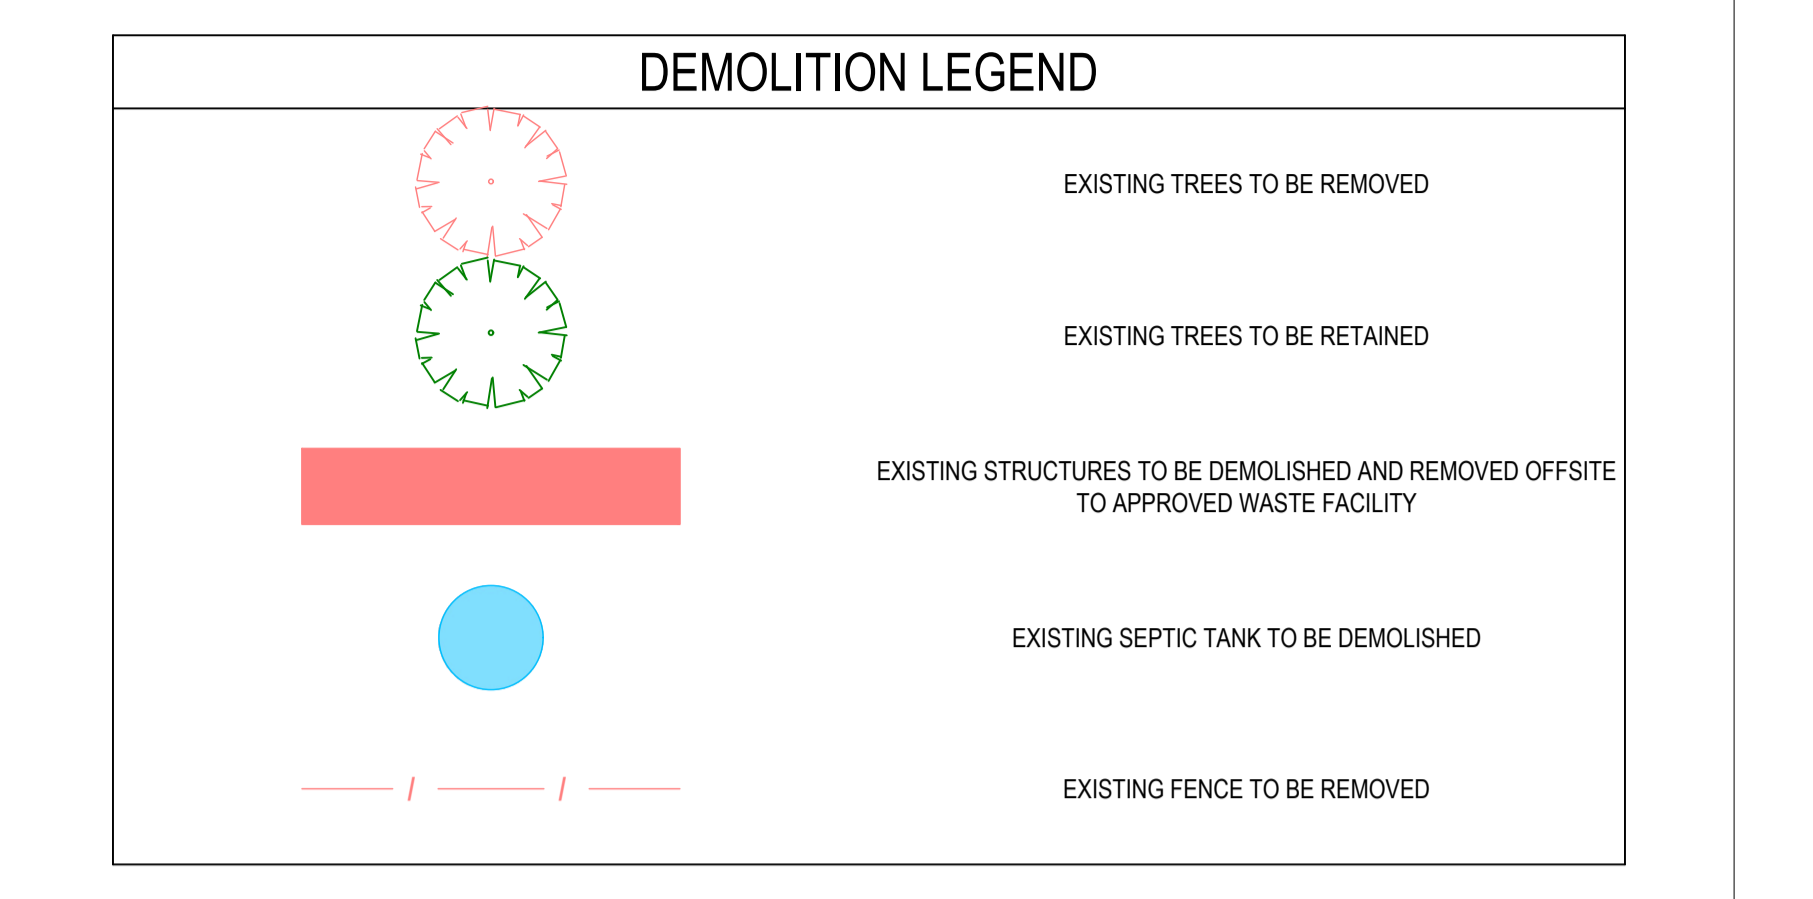 DEMOLITION LEGEND
EXISTING TREES TO BE REMOVED
EXISTING TREES TO BE RETAINED
EXISTING STRUCTURES TO BE DEMOLISHED AND REMOVED OFFSITE
TO APPROVED WASTE FACILITY
EXISTING SEPTIC TANK TO BE DEMOLISHED
EXISTING FENCE TO BE REMOVED